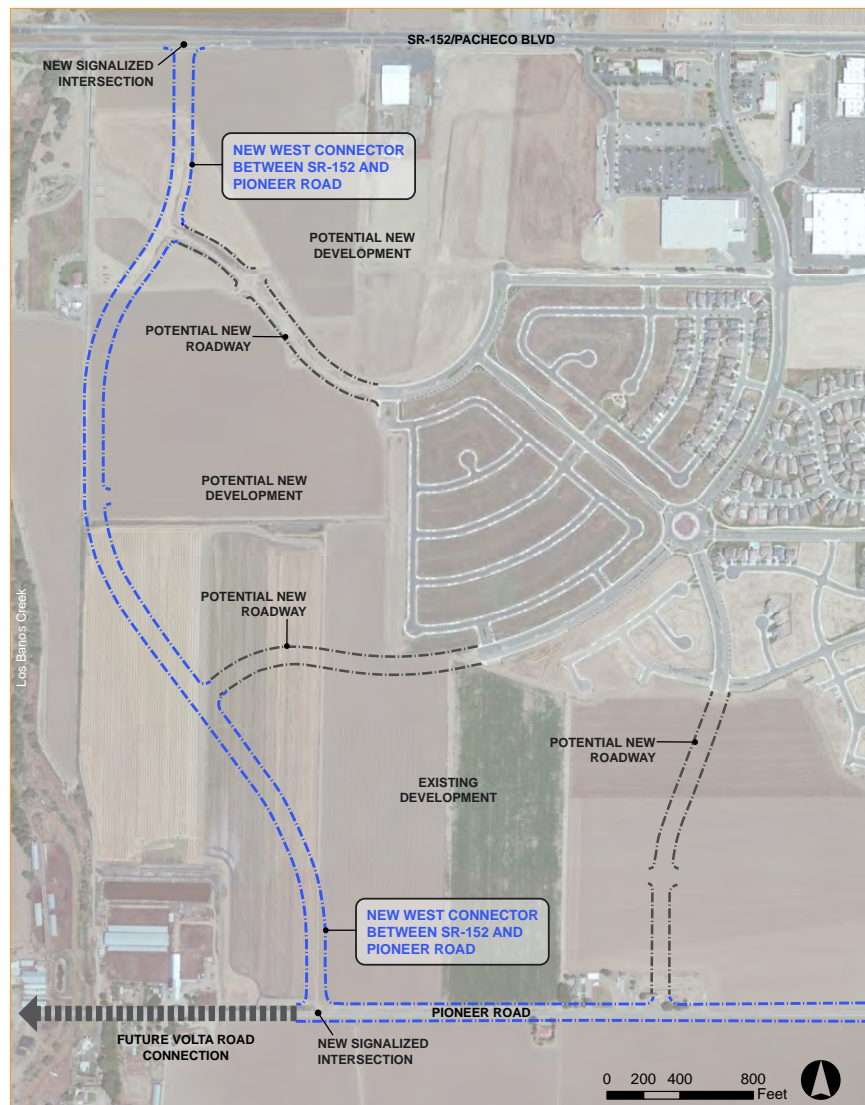 SR-152/PACHECO BLVD
NEW SIGNALIZED
INTERSECTION
NEW WEST CONNECTOR
BETWEEN SR-152 AND
PIONEER ROAD
POTENTIAL NEW
DEVELOPMENT
POTENTIAL NEW
ROADWAY
POTENTIAL NEW
DEVELOPMENT
POTENTIAL NEW
ROADWAY
Los Banos Creek
POTENTIAL NEW
ROADWAY
EXISTING
DEVELOPMENT
NEW WEST CONNECTOR
BETWEEN SR-152 AND
PIONEER ROAD
PIONEER ROAD
FUTURE VOLTA ROAD
CONNECTION
NEW SIGNALIZED
INTERSECTION
0 200 400 800
Feet